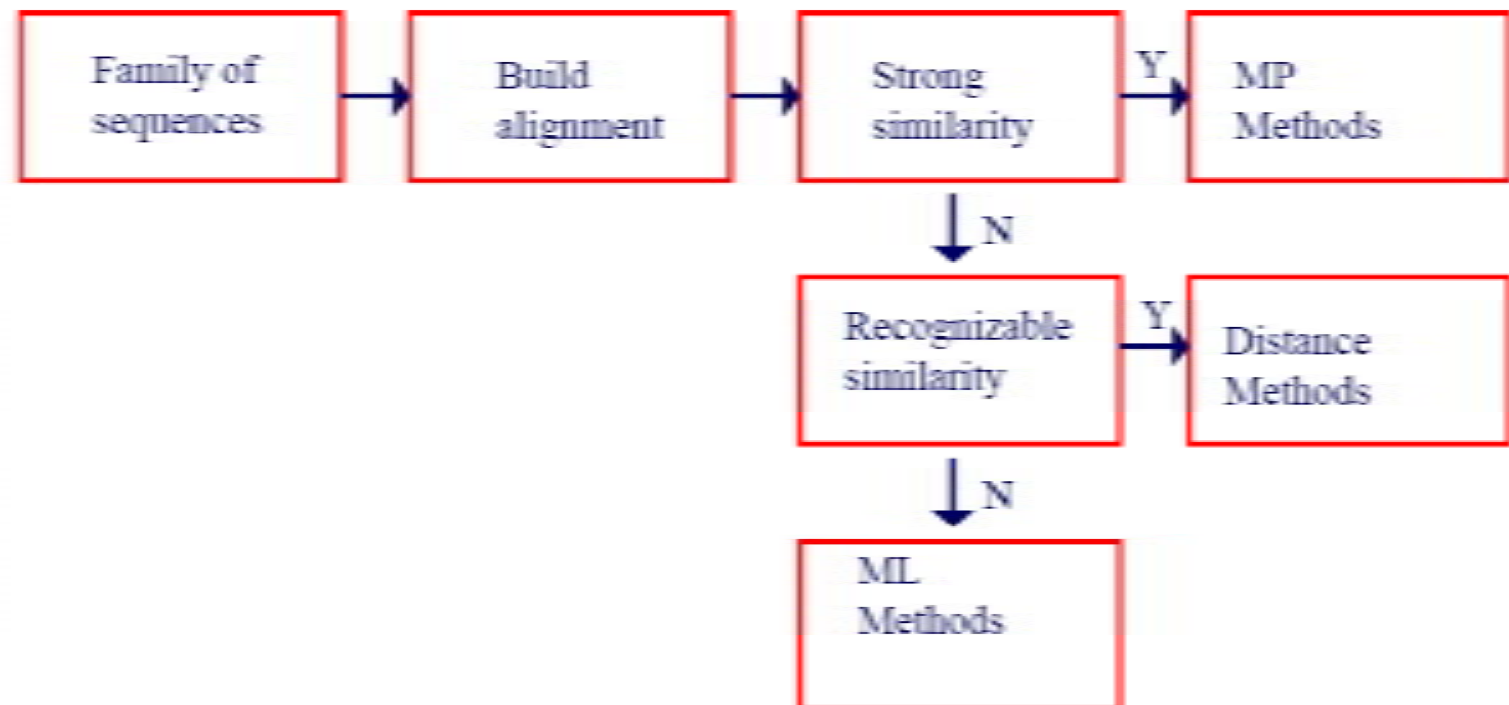 Family of
sequences
Build
alignment
Strong
similarity
Y
MP
Methods
N
Recognizable
similarity
Y
Distance
Methods
N
ML
Methods